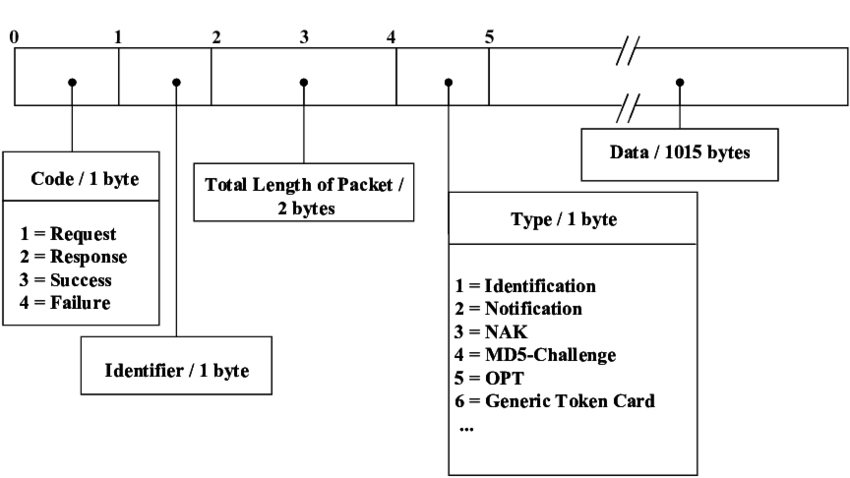 0 1 2 3 4 5
Code / 1 byte
1 = Request
2 = Response
3 = Success
4 = Failure
Identifier / 1 byte
Total Length of Packet /
2 bytes
Type / 1 byte
1 = Identification
2 = Notification
3 = NAK
4 = MD5-Challenge
5 = OPT
6 = Generic Token Card
...
Data / 1015 bytes